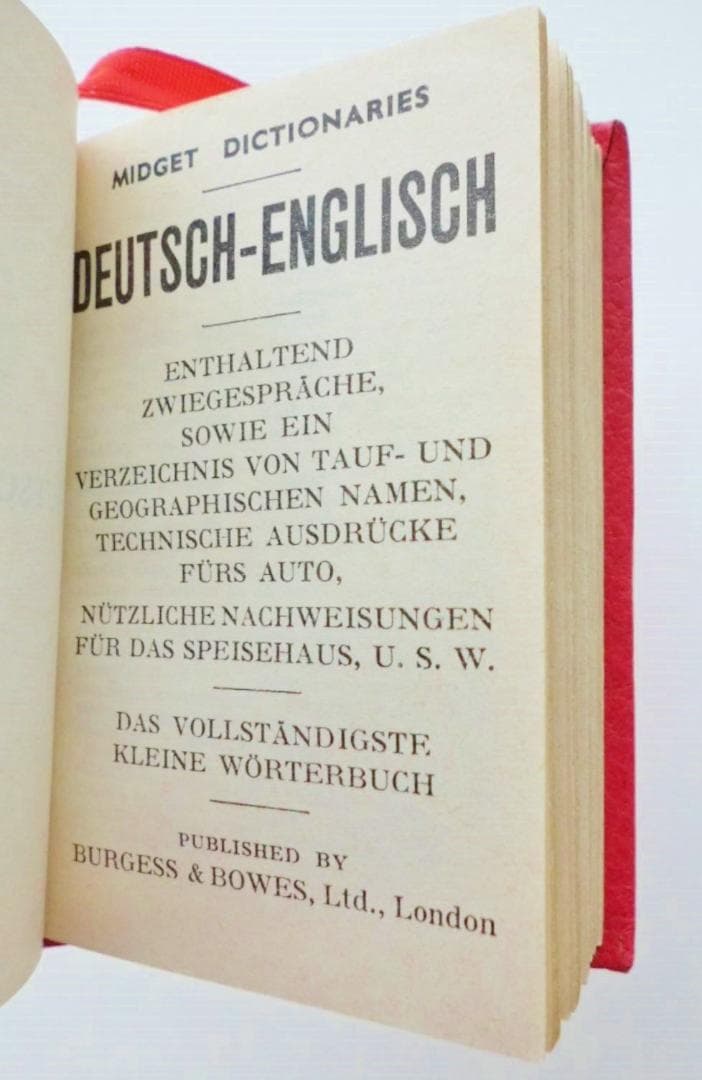 MIDGET DICTIONARIES
DEUTSCH-ENGLISCH
ENTHALTEND
ZWIEGESPRÄCHE,
SOWIE EIN
VERZEICHNIS VON TAUF- UND
GEOGRAPHISCHEN NAMEN,
TECHNISCHE AUSDRÜCKE
FÜRS AUTO,
NÜTZLICHE NACHWEISUNGEN
FÜR DAS SPEISEHAUS, U. S. W.
DAS VOLLSTÄNDIGSTE
KLEINE WÖRTERBUCH
PUBLISHED BY
BURGESS & BOWES, Ltd., London